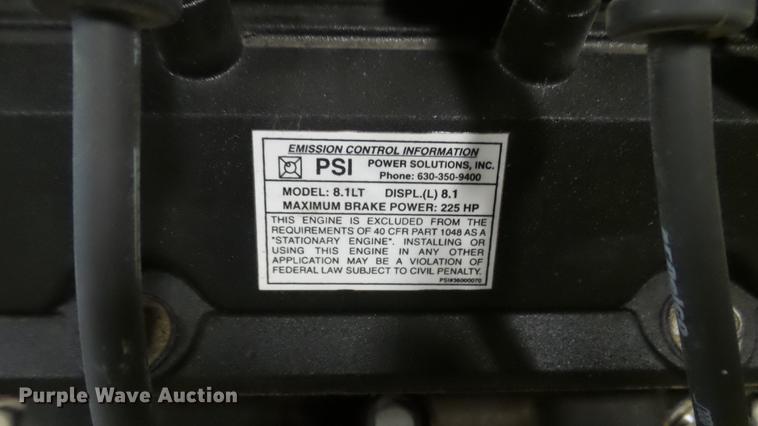 EMISSION CONTROL INFORMATION
PSI POWER SOLUTIONS, INC.
Phone: 630-350-9400
MODEL: 8.1LT DISPL.(L) 8.1
MAXIMUM BRAKE POWER: 225 HP
THIS ENGINE IS EXCLUDED FROM THE
REQUIREMENTS OF 40 CFR PART 1048 AS A
"STATIONARY ENGINE". INSTALLING OR
USING THIS ENGINE IN ANY OTHER
APPLICATION MAY BE A VIOLATION OF
FEDERAL LAW SUBJECT TO CIVIL PENALTY.
PSI#36000070
Purple Wave Auction